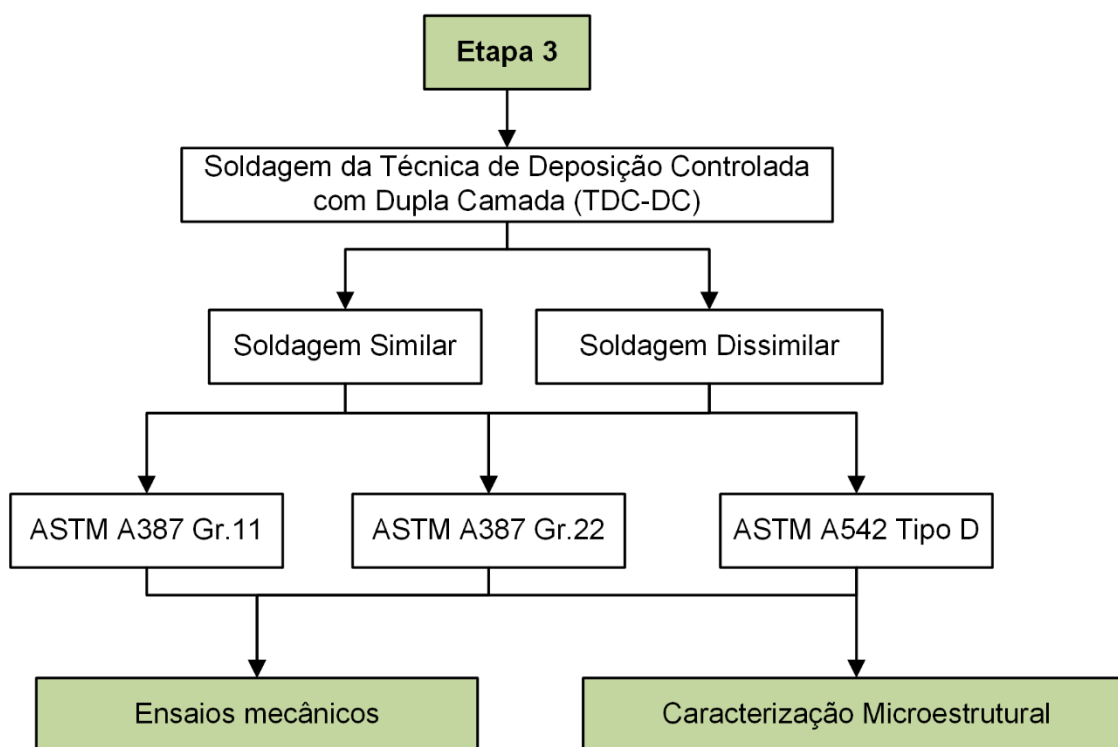 Etapa 3
Soldagem da Técnica de Deposição Controlada
com Dupla Camada (TDC-DC)
Soldagem Similar
Soldagem Dissimilar
ASTM A387 Gr.11
ASTM A387 Gr.22
ASTM A542 Tipo D
Ensaios mecânicos
Caracterização Microestrutural